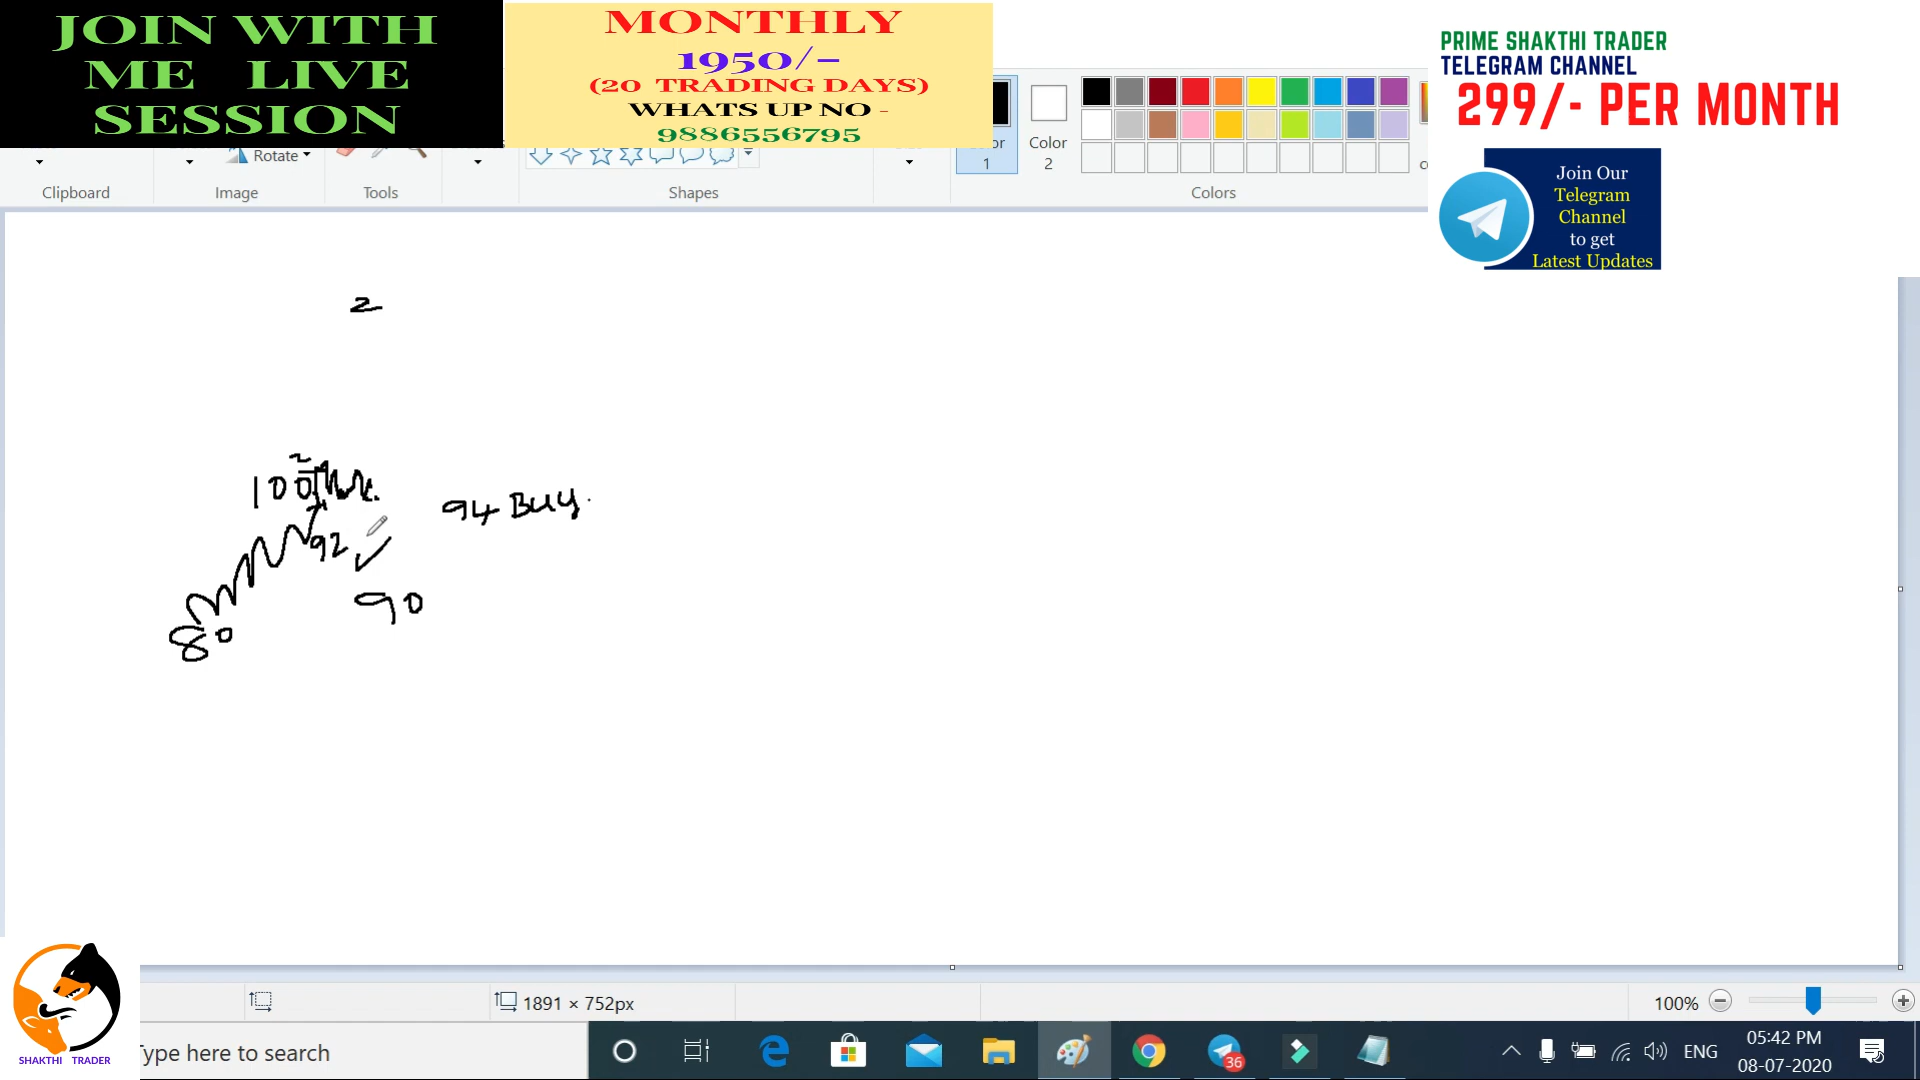 JOIN WITH
ME LIVE
SESSION
MONTHLY
1950/-
(20 TRADING DAYS)
WHATS UP NO -
9886556795
PRIME SHAKTHI TRADER
TELEGRAM CHANNEL
299/- PER MONTH
Join Our
Telegram
Channel
to get
Latest Updates
Rotate
1
Color
2
Clipboard
Image
Tools
Shapes
Colors
2
2
100
94 Buy.
92
90
80
SHAKTHI TRADER
1891 × 752px
100%
Type here to search
36
ENG
05:42 PM
08-07-2020